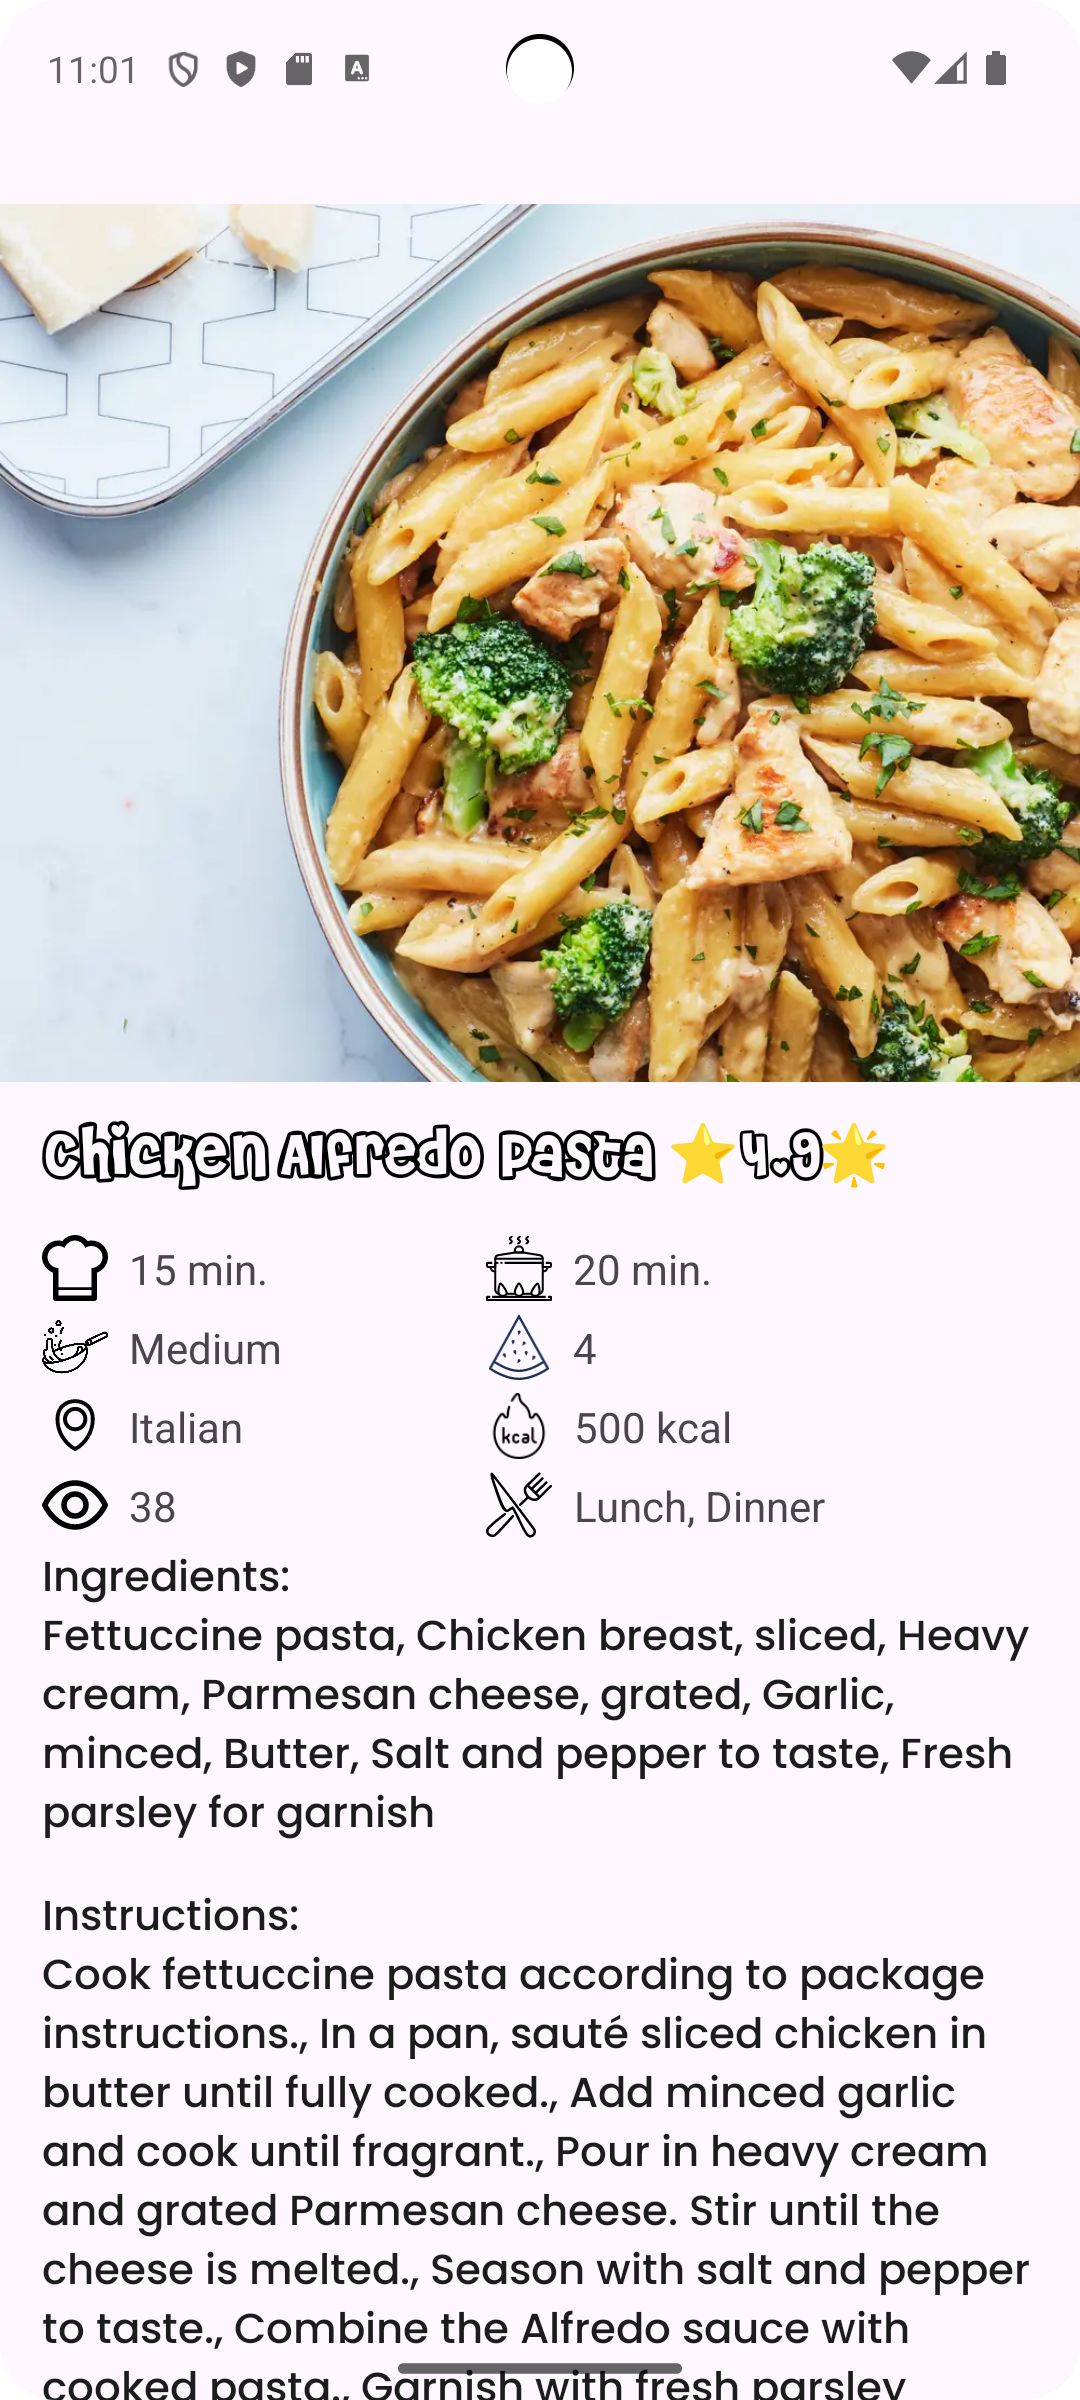 11:01
Chicken Alfredo Pasta ⭐4.9🌟
15 min.
20 min.
Medium
4
Italian
kcal
500 kcal
38
Lunch, Dinner
Ingredients:
Fettuccine pasta, Chicken breast, sliced, Heavy
cream, Parmesan cheese, grated, Garlic,
minced, Butter, Salt and pepper to taste, Fresh
parsley for garnish
Instructions:
Cook fettuccine pasta according to package
instructions., In a pan, sauté sliced chicken in
butter until fully cooked., Add minced garlic
and cook until fragrant., Pour in heavy cream
and grated Parmesan cheese. Stir until the
cheese is melted., Season with salt and pepper
to taste., Combine the Alfredo sauce with
cooked pasta., Garnish with fresh parsley